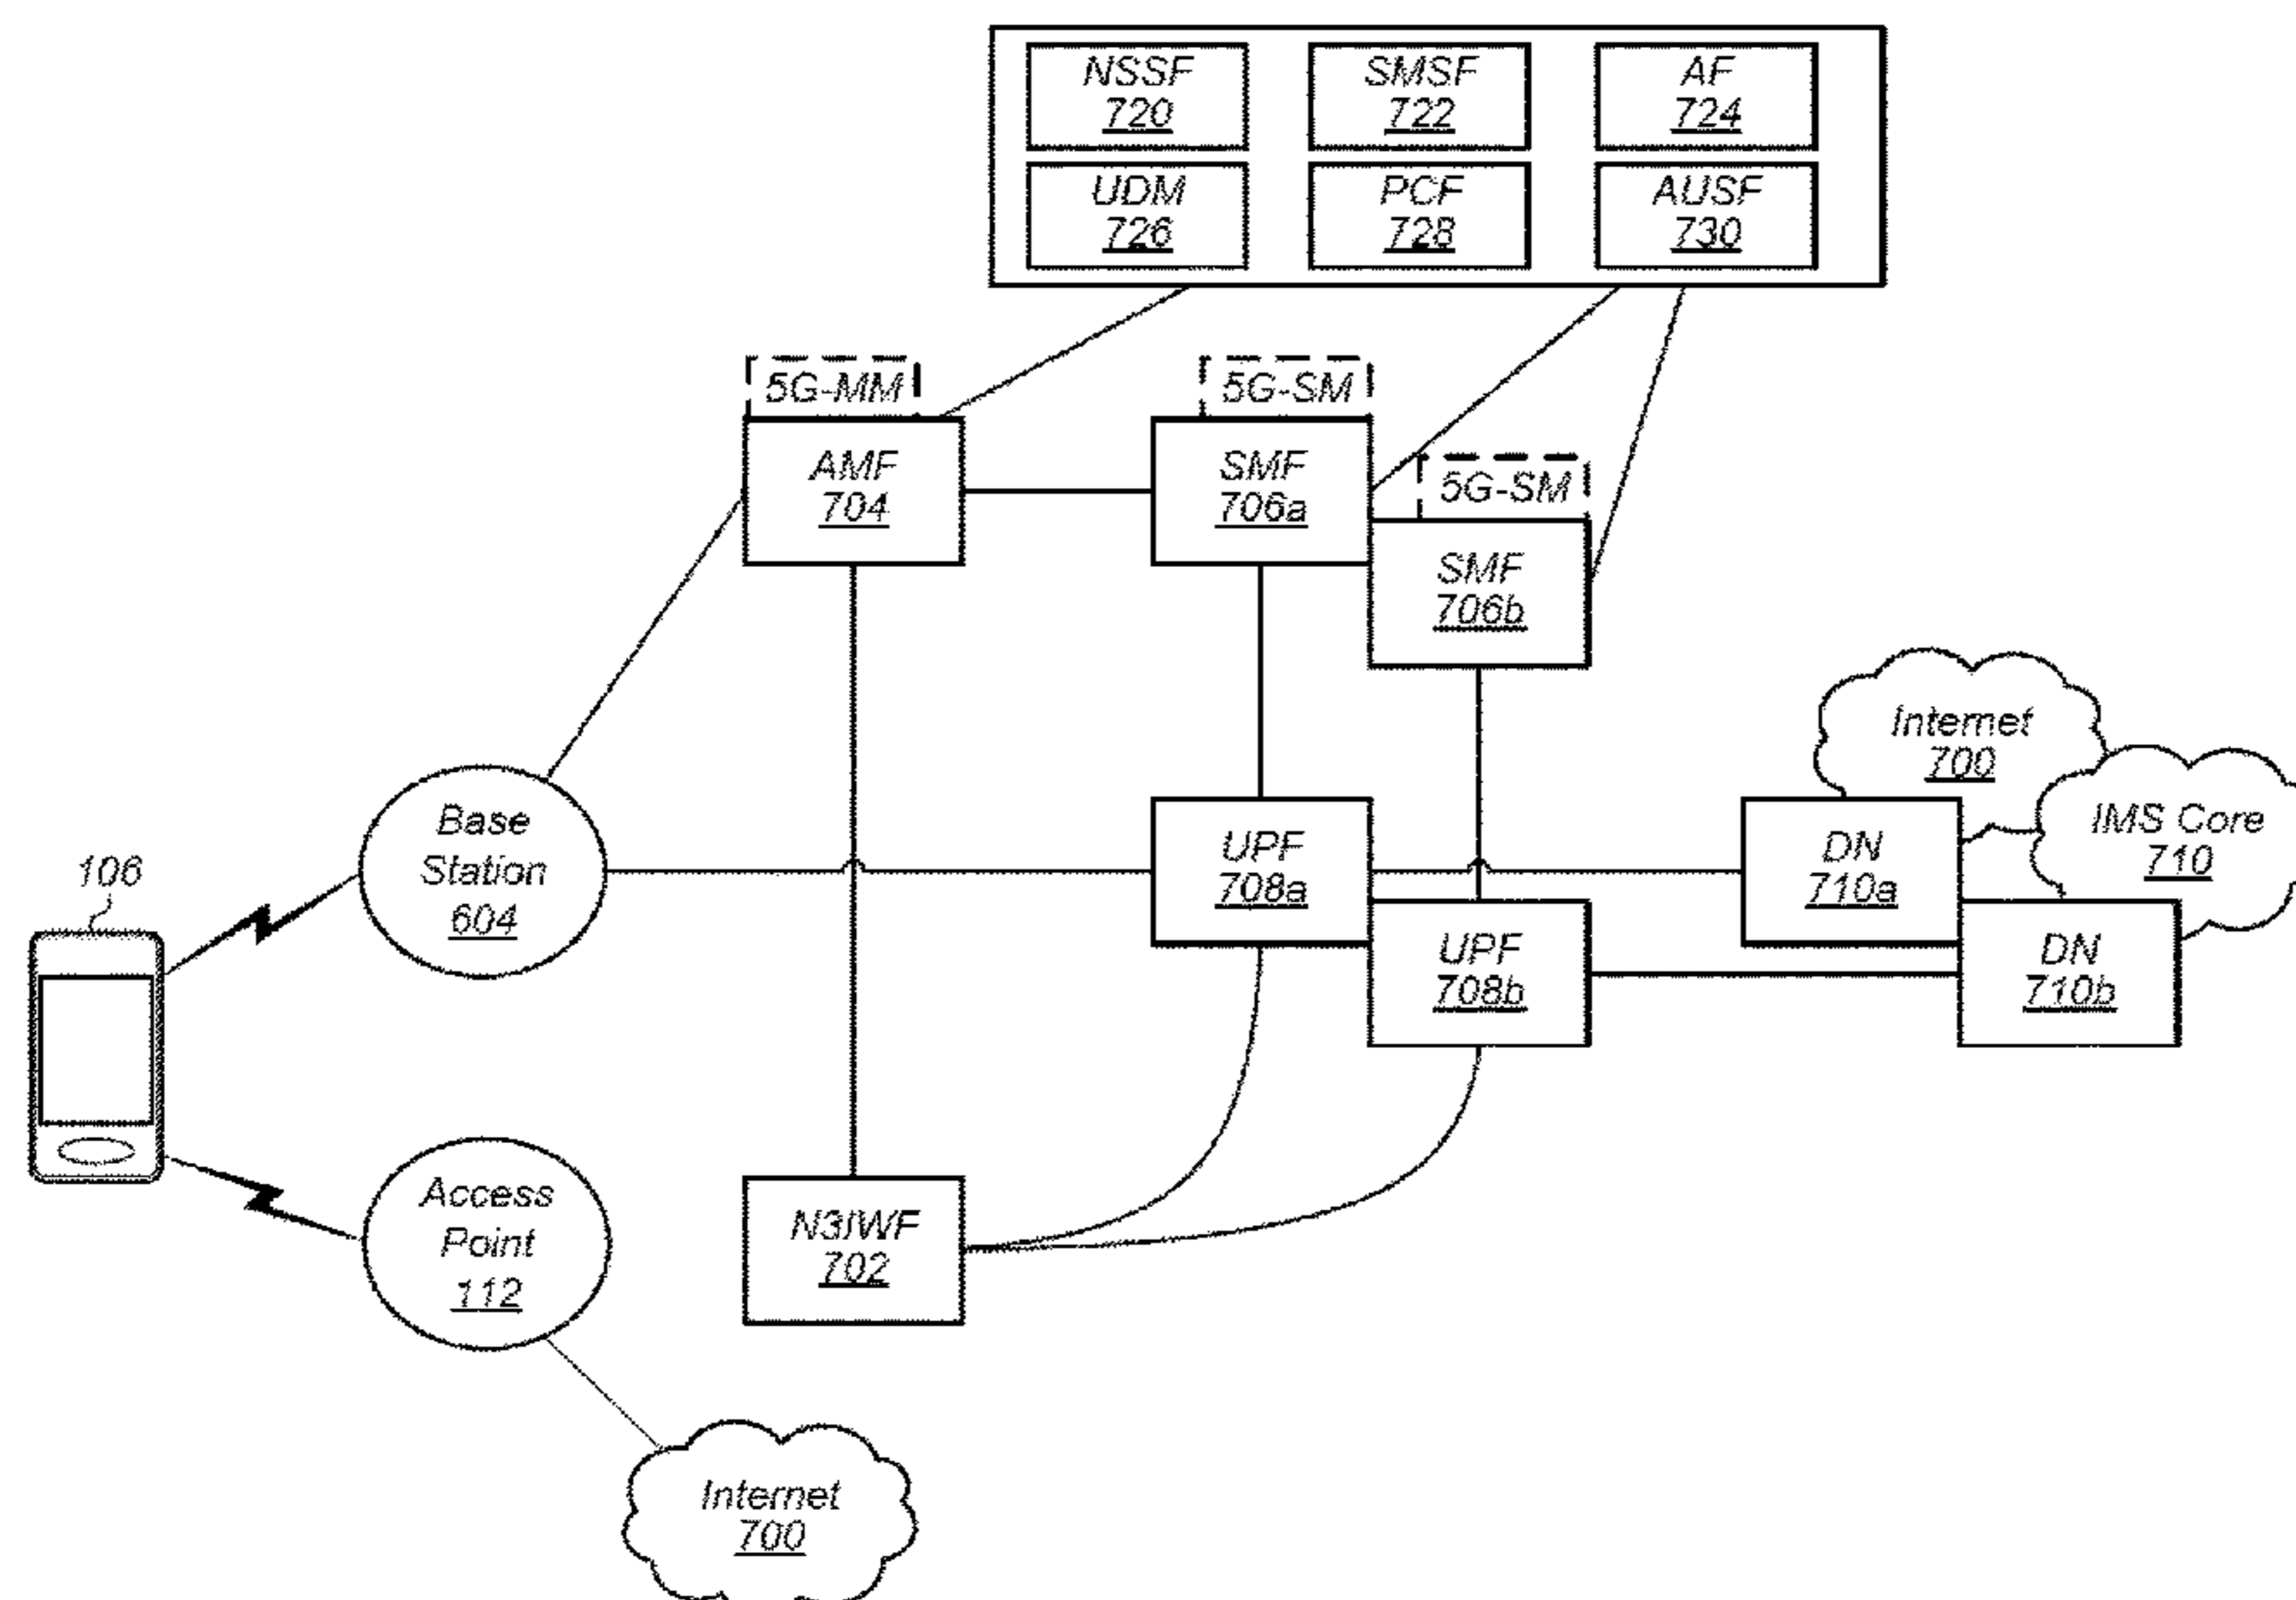 NSSF
720
SMSF
722
AF
724
UDM
726
PCF
728
AUSF
730
5G-MM
AMF
704
5G-SM
SMF
706a
5G-SM
SMF
706b
Internet
700
IMS Core
710
Base
Station
604
UPF
708a
DN
710a
106
UPF
708b
DN
710b
Access
Point
112
N3IWF
702
Internet
700